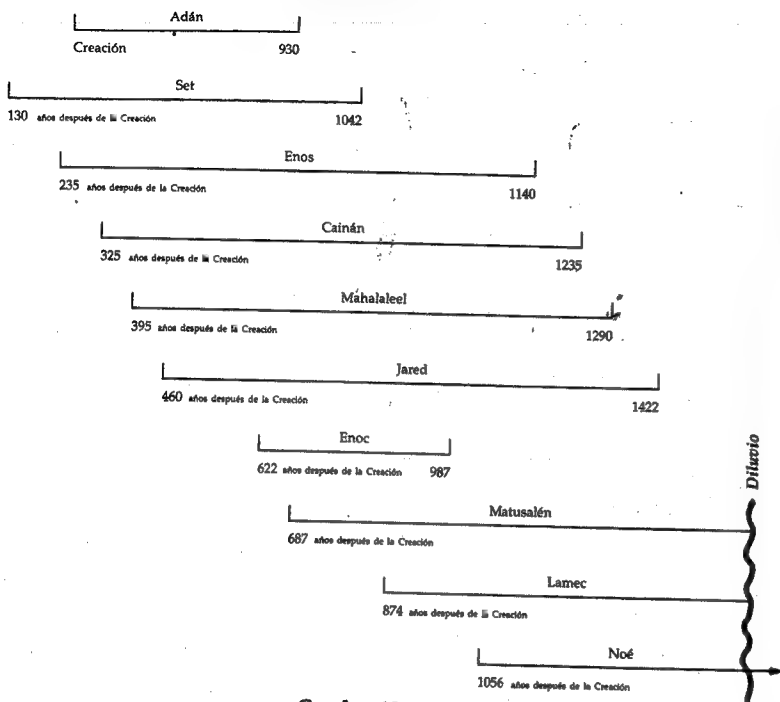 Adán
Creación 930
Set
130 años después de la Creación 1042
Enos
235 años después de la Creación 1140
Cainán
325 años después de la Creación 1235
Mahalaleel
395 años después de la Creación 1290
Jared
460 años después de la Creación 1422
Enoc
622 años después de la Creación 987
Diluvio
Matusalén
687 años después de la Creación
Lamec
874 años después de la Creación
Noé
1056 años después de la Creación